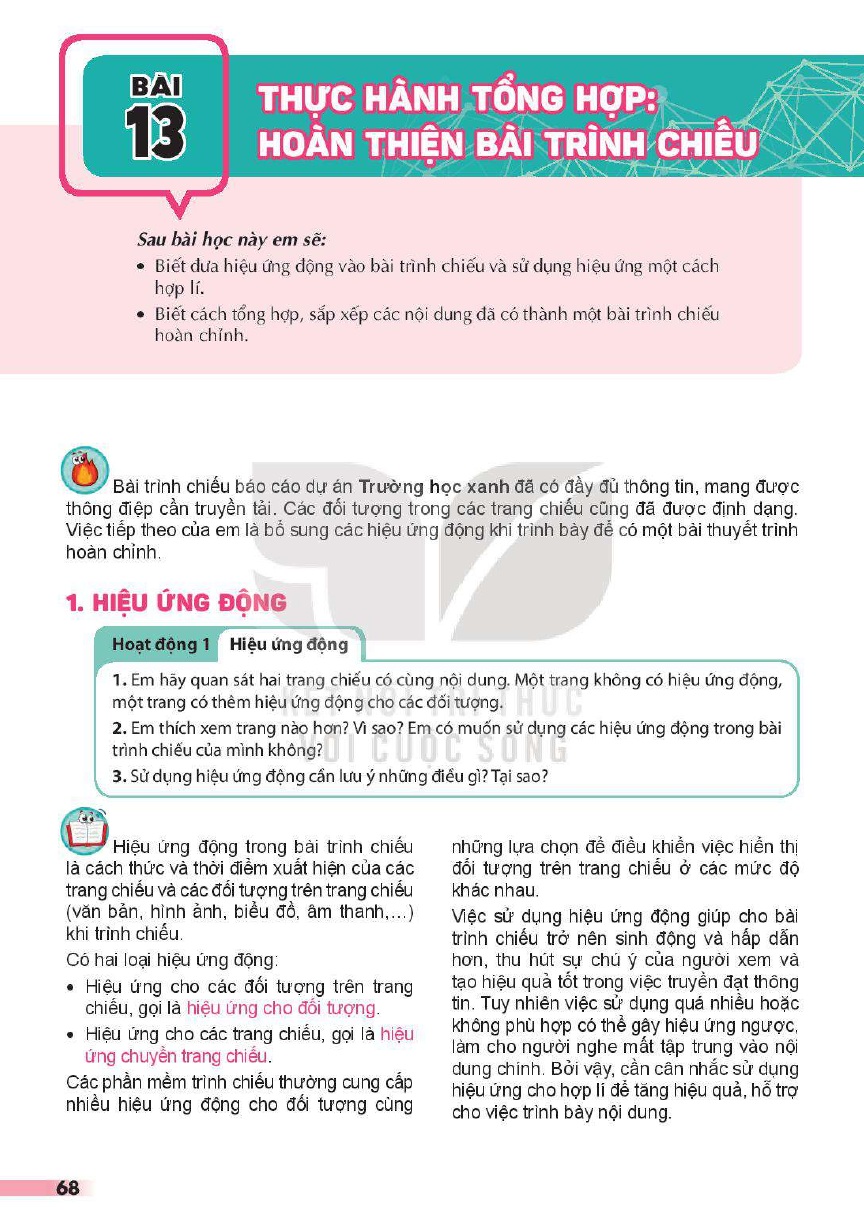 BÀI
13
THỰC HÀNH TỔNG HỢP:
HOÀN THIỆN BÀI TRÌNH CHIẾU
Sau bài học này em sẽ:
• Biết đưa hiệu ứng động vào bài trình chiếu và sử dụng hiệu ứng một cách
hợp lí.
• Biết cách tổng hợp, sắp xếp các nội dung đã có thành một bài trình chiếu
hoàn chỉnh.
Bài trình chiếu báo cáo dự án Trường học xanh đã có đầy đủ thông tin, mang được
thông điệp cần truyền tải. Các đối tượng trong các trang chiếu cũng đã được định dạng.
Việc tiếp theo của em là bổ sung các hiệu ứng động khi trình bày để có một bài thuyết trình
hoàn chỉnh.
1. HIỆU ỨNG ĐỘNG
Hoạt động 1 Hiệu ứng động
1. Em hãy quan sát hai trang chiếu có cùng nội dung. Một trang không có hiệu ứng động,
một trang có thêm hiệu ứng động cho các đối tượng.
2. Em thích xem trang nào hơn? Vì sao? Em có muốn sử dụng các hiệu ứng động trong bài
trình chiếu của mình không?
3. Sử dụng hiệu ứng động cần lưu ý những điều gì? Tại sao?
KẾT NỐI TRI THỨC
VỚI CUỘC SỐNG
Hiệu ứng động trong bài trình chiếu
là cách thức và thời điểm xuất hiện của các
trang chiếu và các đối tượng trên trang chiếu
(văn bản, hình ảnh, biểu đồ, âm thanh,…)
khi trình chiếu.
Có hai loại hiệu ứng động:
• Hiệu ứng cho các đối tượng trên trang
chiếu, gọi là hiệu ứng cho đối tượng.
• Hiệu ứng cho các trang chiếu, gọi là hiệu
ứng chuyển trang chiếu.
Các phần mềm trình chiếu thường cung cấp
nhiều hiệu ứng động cho đối tượng cùng
những lựa chọn để điều khiển việc hiển thị
đối tượng trên trang chiếu ở các mức độ
khác nhau.
Việc sử dụng hiệu ứng động giúp cho bài
trình chiếu trở nên sinh động và hấp dẫn
hơn, thu hút sự chú ý của người xem và
tạo hiệu quả tốt trong việc truyền đạt thông
tin. Tuy nhiên việc sử dụng quá nhiều hoặc
không phù hợp có thể gây hiệu ứng ngược,
làm cho người nghe mất tập trung vào nội
dung chính. Bởi vậy, cần cân nhắc sử dụng
hiệu ứng cho hợp lí để tăng hiệu quả, hỗ trợ
cho việc trình bày nội dung.
68